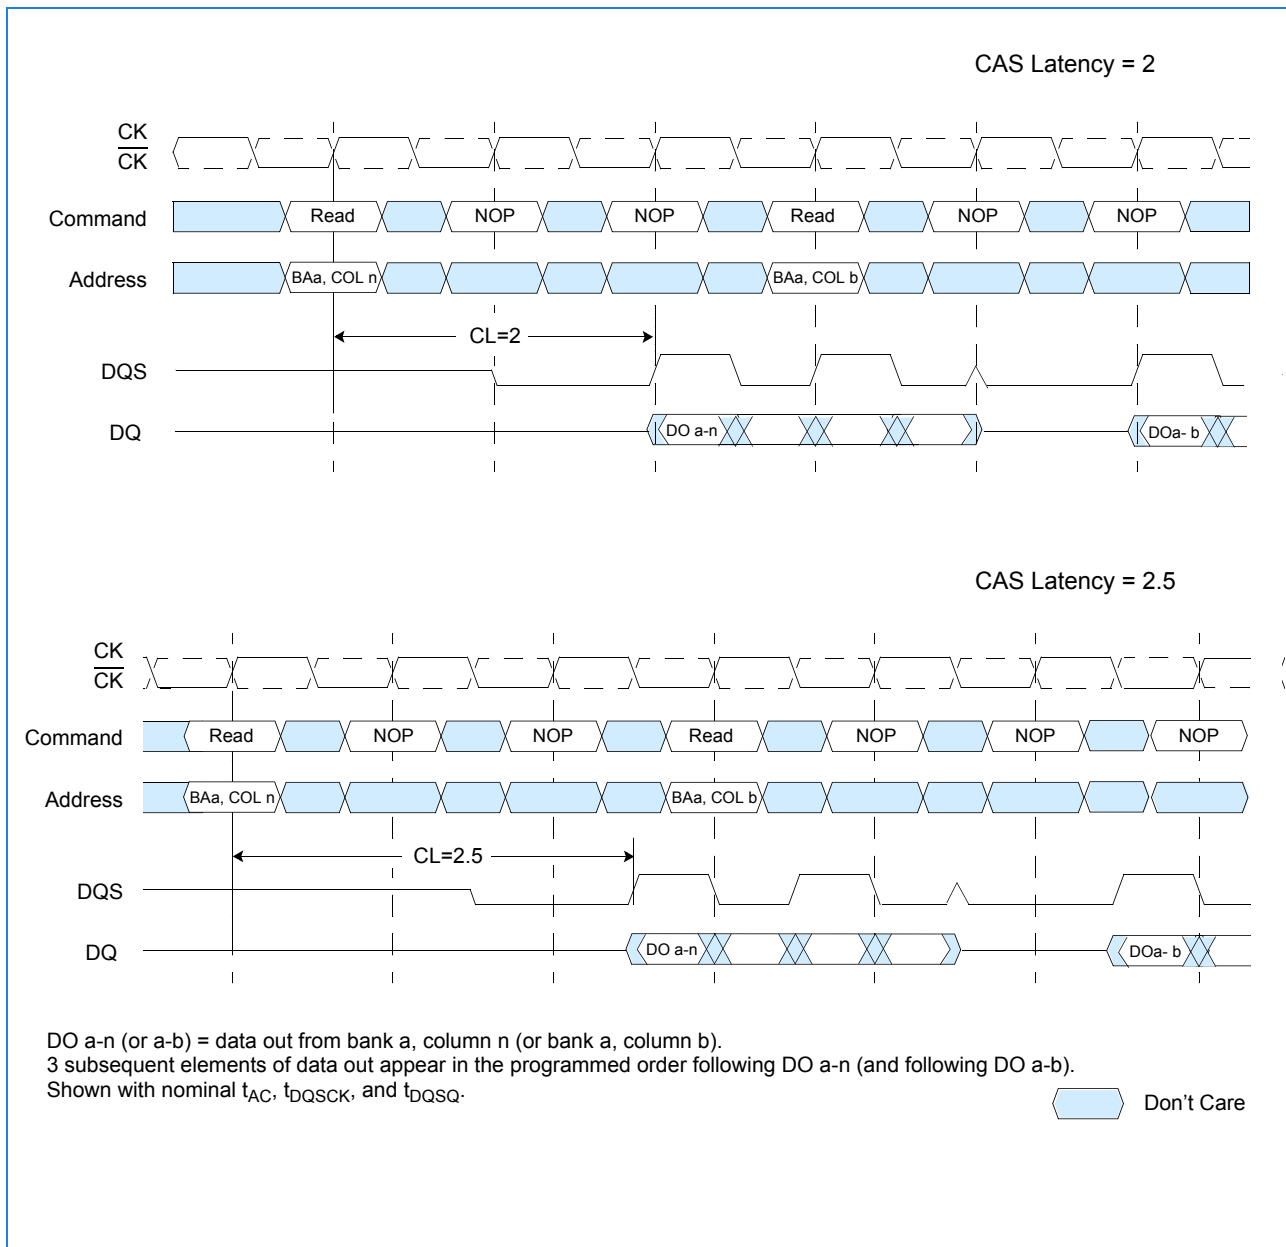 CAS Latency = 2
CK
CK
Command
Read
NOP
NOP
Read
NOP
NOP
Address
BAa, COL n
BAa, COL b
CL=2
DQS
DQ
DO a-n
DOa- b
CAS Latency = 2.5
CK
CK
Command
Read
NOP
NOP
Read
NOP
NOP
NOP
Address
BAa, COL n
BAa, COL b
CL=2.5
DQS
DQ
DO a-n
DOa- b
DO a-n (or a-b) = data out from bank a, column n (or bank a, column b).
3 subsequent elements of data out appear in the programmed order following DO a-n (and following DO a-b).
Shown with nominal tAC, tDQSCK, and tDQSQ.
Don't Care